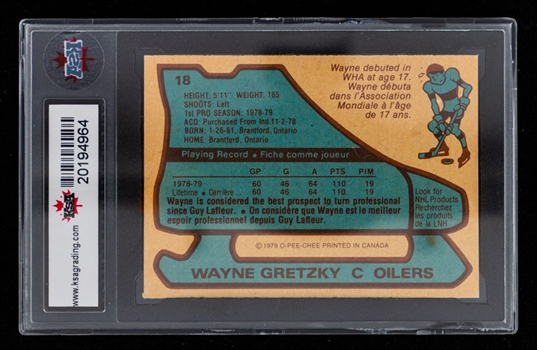 KSA
www.ksagrading.com
20194964
KSA
18
HEIGHT: 5'11" WEIGHT: 165
SHOOTS: Left
1st PRO SEASON: 1978-79
ACQ: Purchased From Ind. 11-2-78
BORN: 1-26-61, Brantford, Ontario
HOME: Brantford, Ontario
Wayne debuted in
WHA at age 17.
Wayne débuta
dans l'Association
Mondiale à l'âge
de 17 ans.
Playing Record • Fiche comme joueur
GP G A PTS PIM
1978-79 60 46 64 110 19
Lifetime • Carrière... 60 46 64 110 19
Wayne is considered the best prospect to turn professional
since Guy Lafleur. • On considère que Wayne est le meilleur
espoir professionnel depuis Guy Lafleur.
Look for
NHL Products
Recherchez
les produits
de la LNH
© 1979 O-PEE-CHEE PRINTED IN CANADA
WAYNE GRETZKY C OILERS